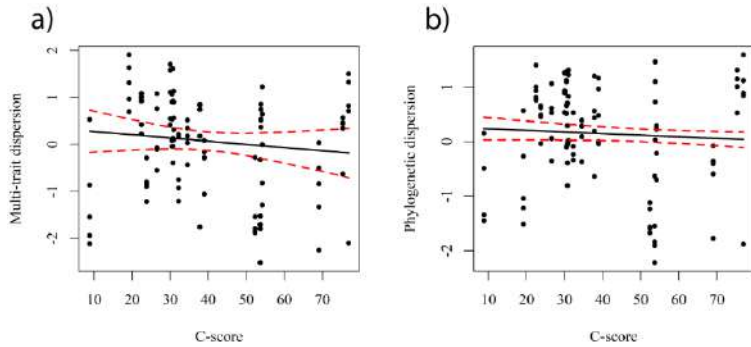 a)
Multi-trait dispersion
2
1
0
-1
-2
10 20 30 40 50 60 70
C-score
b)
Phylogenetic dispersion
1
0
-1
-2
10 20 30 40 50 60 70
C-score